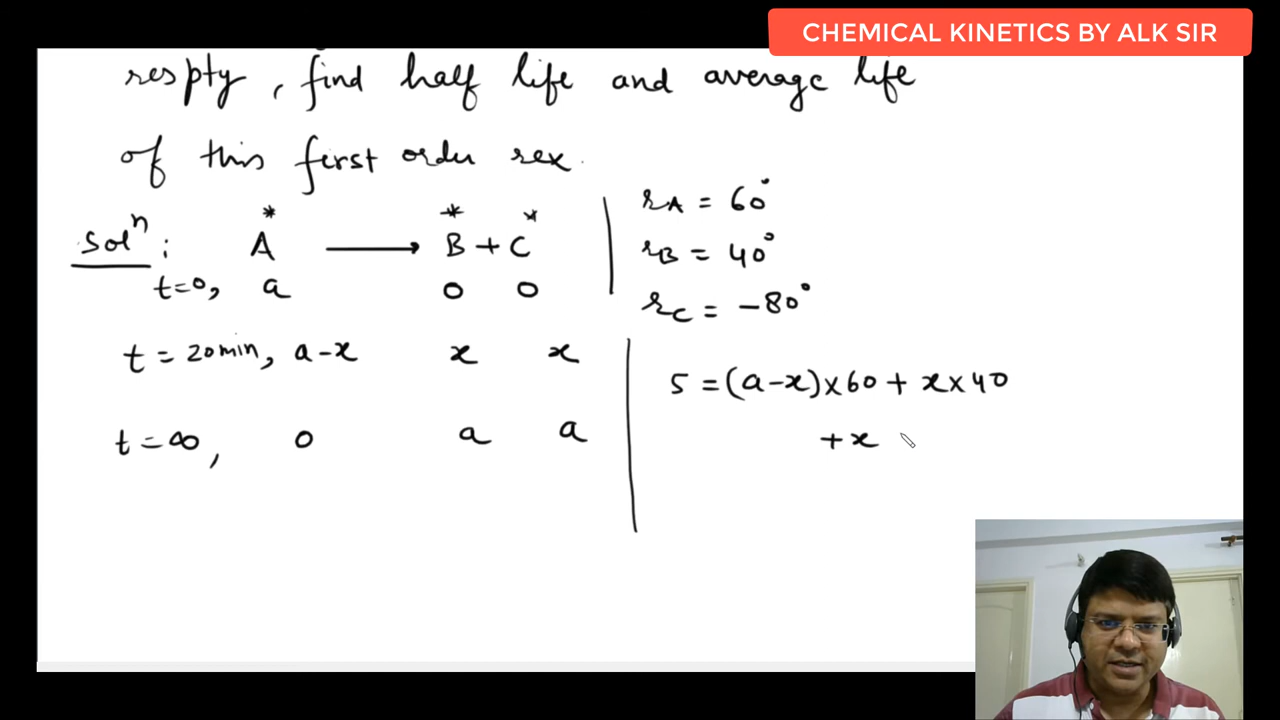 CHEMICAL KINETICS BY ALK SIR
respty, find half life and average life
of this first order rex.
Solⁿ: A* ⟶ B* + C*
t=0, a 0 0
t = 20min, a-x x x
t = ∞, 0 a a
rA = 60°
rB = 40°
rC = -80°
5 = (a-x)×60 + x×40
+x